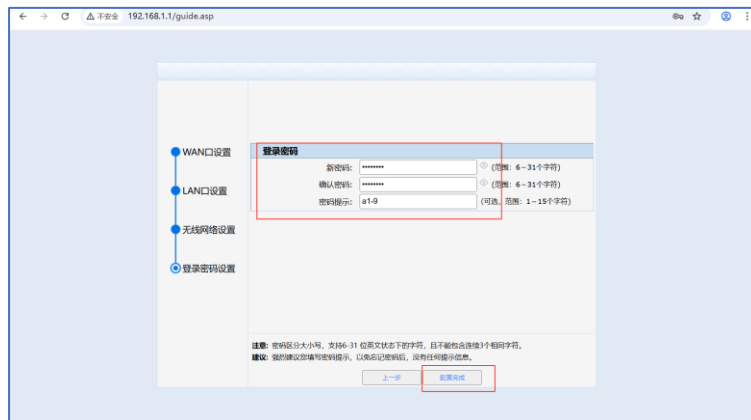 不安全 192.168.1.1/guide.asp
WAN口设置
LAN口设置
无线网络设置
登录密码设置
登录密码
新密码: •••••••• (范围: 6~31个字符)
确认密码: •••••••• (范围: 6~31个字符)
密码提示: a1-9 (可选, 范围: 1~15个字符)
注意: 密码区分大小写, 支持6-31 位英文状态下的字符, 且不能包含连续3个相同字符。
建议: 强烈建议您填写密码提示, 以免忘记密码后, 没有任何提示信息。
上一步 配置完成